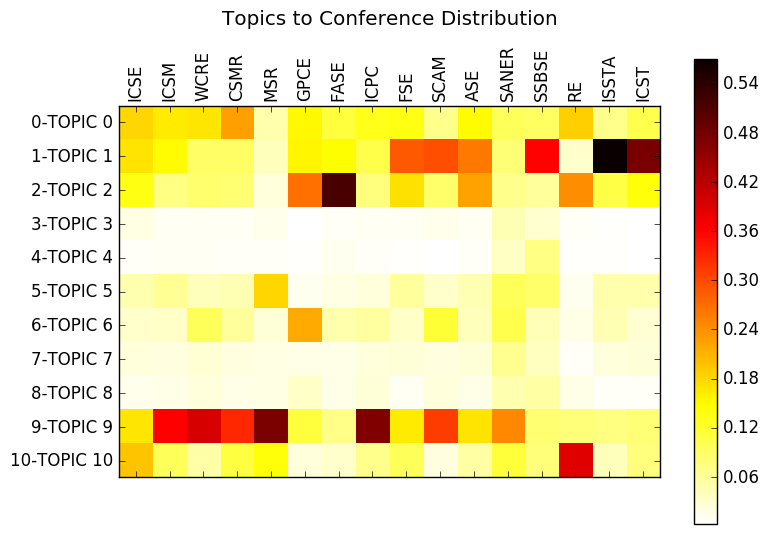 Topics to Conference Distribution
ICSE
ICSM
WCRE
CSMR
MSR
GPCE
FASE
ICPC
FSE
SCAM
ASE
SANER
SSBSE
RE
ISSTA
ICST
0-TOPIC 0
1-TOPIC 1
2-TOPIC 2
3-TOPIC 3
4-TOPIC 4
5-TOPIC 5
6-TOPIC 6
7-TOPIC 7
8-TOPIC 8
9-TOPIC 9
10-TOPIC 10
0.54
0.48
0.42
0.36
0.30
0.24
0.18
0.12
0.06